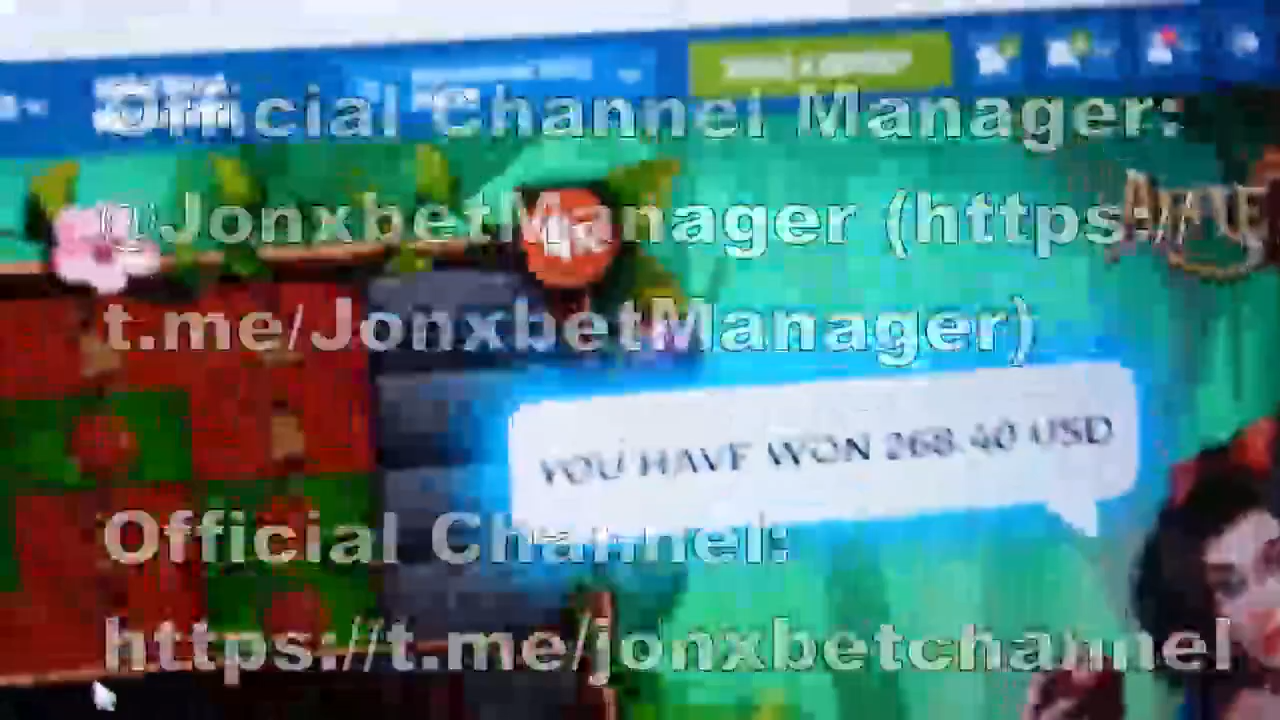 Official Channel Manager:
@JonxbetManager (https://
t.me/JonxbetManager)
YOU HAVE WON 268.40 USD
Official Channel:
https://t.me/jonxbetchannel